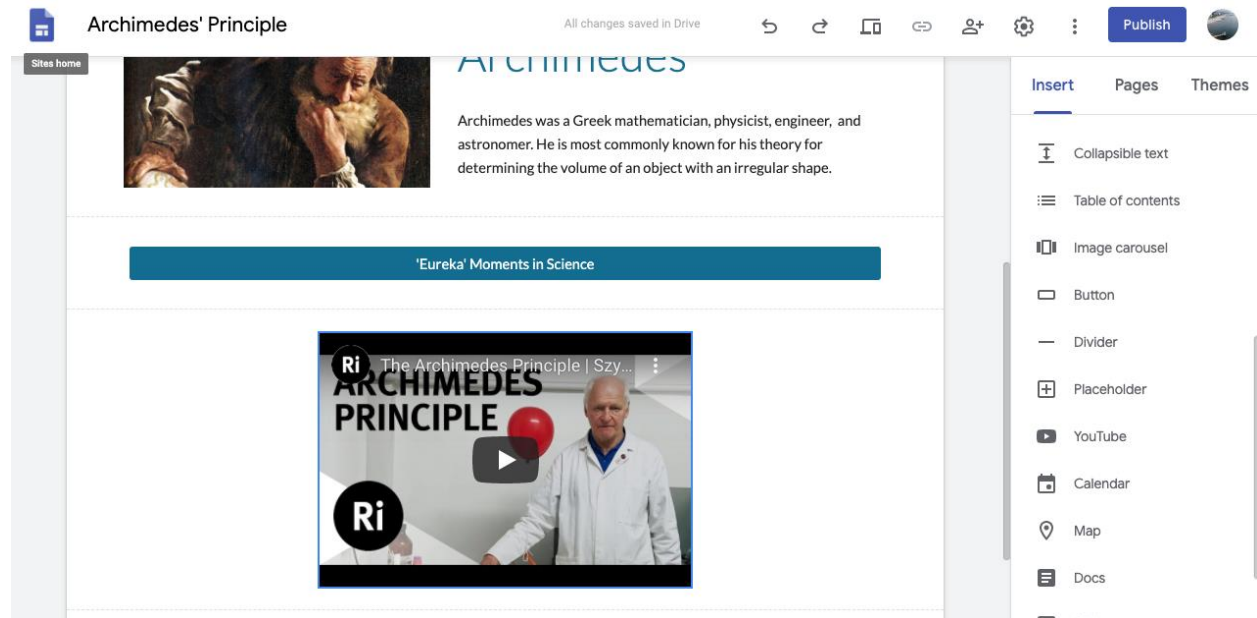 Archimedes' Principle
All changes saved in Drive
Publish
Sites home
Archimedes
Archimedes was a Greek mathematician, physicist, engineer, and
astronomer. He is most commonly known for his theory for
determining the volume of an object with an irregular shape.
'Eureka' Moments in Science
Ri The Archimedes Principle | Szy...
ARCHIMEDES
PRINCIPLE
Ri
Insert Pages Themes
Collapsible text
Table of contents
Image carousel
Button
Divider
Placeholder
YouTube
Calendar
Map
Docs